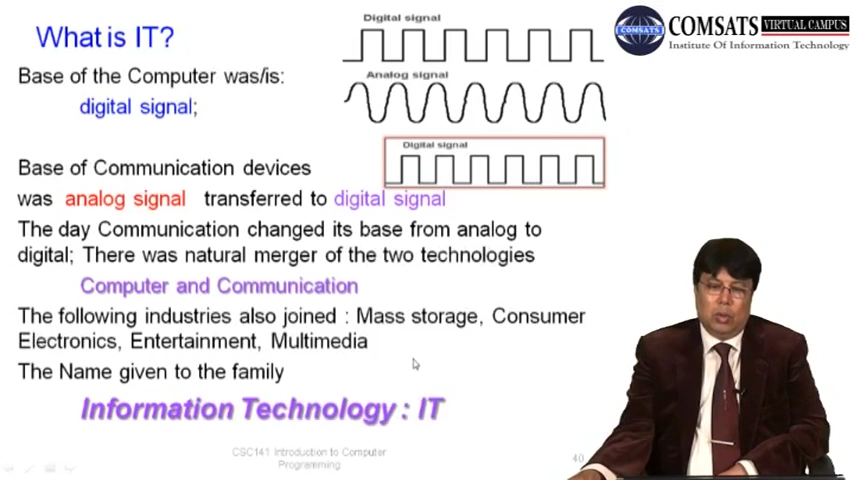 What is IT?
Digital signal
COMSATS VIRTUAL CAMPUS
Institute Of Information Technology
Base of the Computer was/is:
digital signal;
Analog signal
Digital signal
Base of Communication devices
was analog signal transferred to digital signal
The day Communication changed its base from analog to
digital; There was natural merger of the two technologies
Computer and Communication
The following industries also joined : Mass storage, Consumer
Electronics, Entertainment, Multimedia
The Name given to the family
Information Technology : IT
CSC141 Introduction to Computer
Programming
40